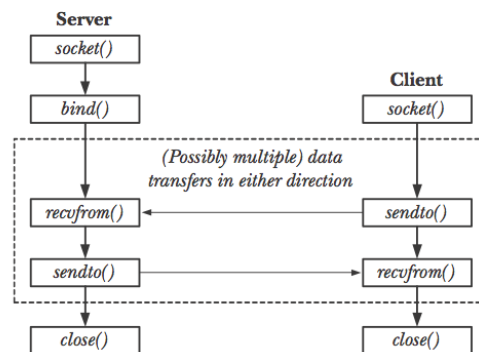 Server
socket()
Client
bind()
socket()
(Possibly multiple) data
transfers in either direction
recvfrom()
sendto()
sendto()
recvfrom()
close()
close()